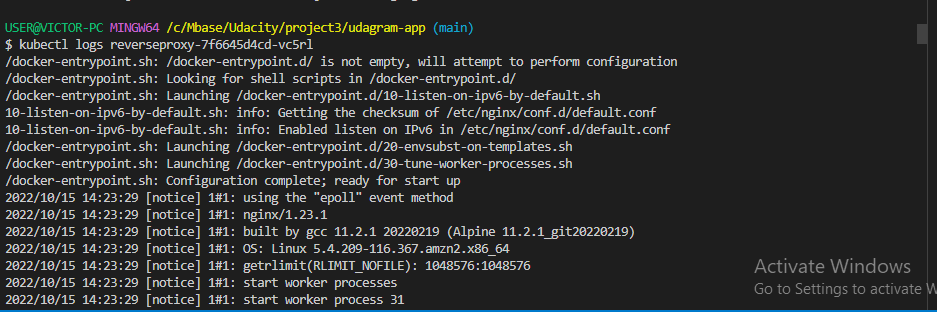 USER@VICTOR-PC MINGW64 /c/Mbase/Udacity/project3/udagram-app (main)
$ kubectl logs reverseproxy-7f6645d4cd-vc5rl
/docker-entrypoint.sh: /docker-entrypoint.d/ is not empty, will attempt to perform configuration
/docker-entrypoint.sh: Looking for shell scripts in /docker-entrypoint.d/
/docker-entrypoint.sh: Launching /docker-entrypoint.d/10-listen-on-ipv6-by-default.sh
10-listen-on-ipv6-by-default.sh: info: Getting the checksum of /etc/nginx/conf.d/default.conf
10-listen-on-ipv6-by-default.sh: info: Enabled listen on IPv6 in /etc/nginx/conf.d/default.conf
/docker-entrypoint.sh: Launching /docker-entrypoint.d/20-envsubst-on-templates.sh
/docker-entrypoint.sh: Launching /docker-entrypoint.d/30-tune-worker-processes.sh
/docker-entrypoint.sh: Configuration complete; ready for start up
2022/10/15 14:23:29 [notice] 1#1: using the "epoll" event method
2022/10/15 14:23:29 [notice] 1#1: nginx/1.23.1
2022/10/15 14:23:29 [notice] 1#1: built by gcc 11.2.1 20220219 (Alpine 11.2.1_git20220219)
2022/10/15 14:23:29 [notice] 1#1: OS: Linux 5.4.209-116.367.amzn2.x86_64
2022/10/15 14:23:29 [notice] 1#1: getrlimit(RLIMIT_NOFILE): 1048576:1048576
2022/10/15 14:23:29 [notice] 1#1: start worker processes
2022/10/15 14:23:29 [notice] 1#1: start worker process 31
Activate Windows
Go to Settings to activate W